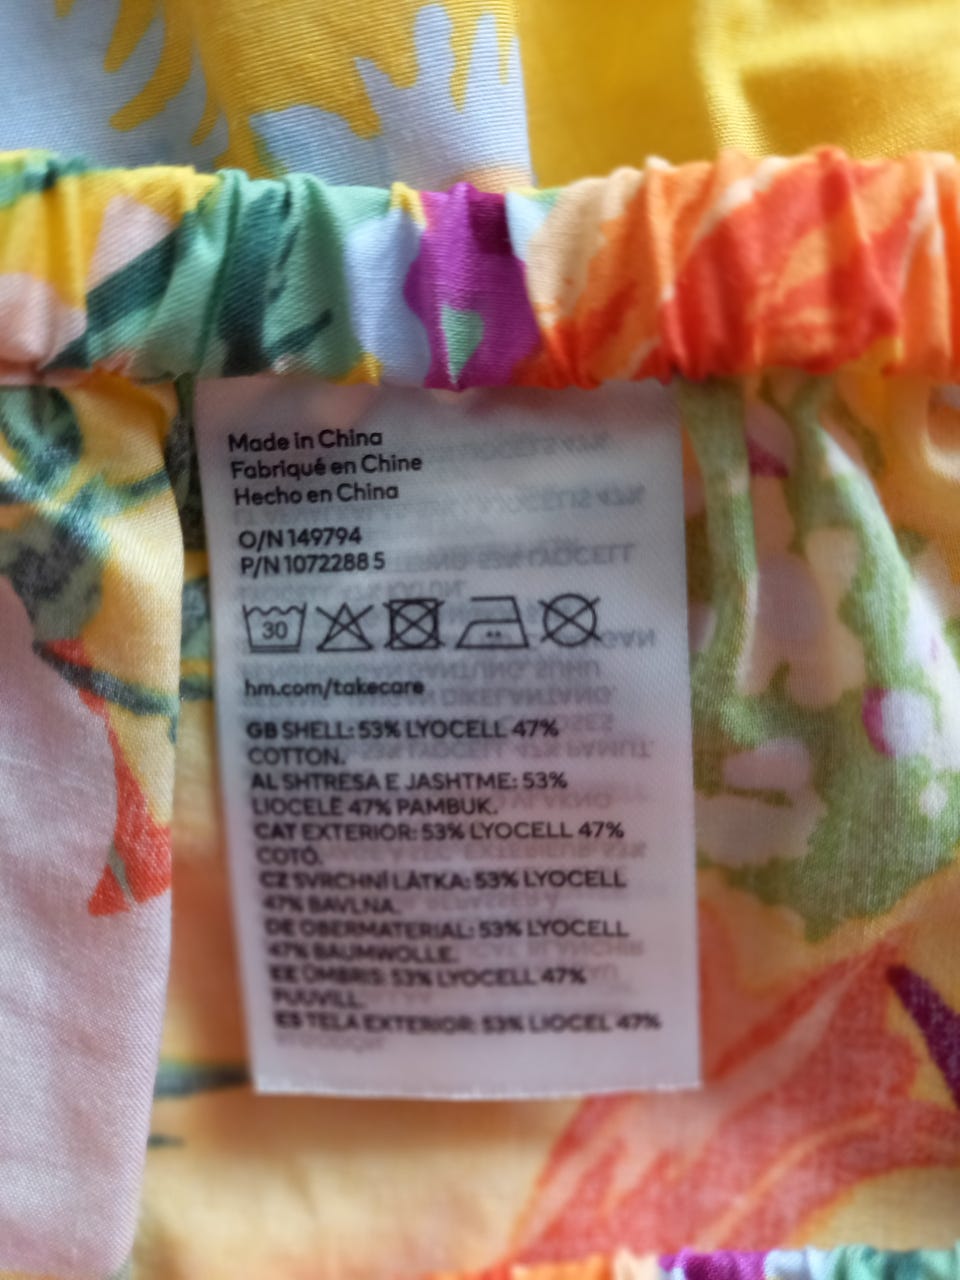 Made in China
Fabriqué en Chine
Hecho en China
O/N 149794
P/N 1072288 5
30
hm.com/takecare
GB SHELL: 53% LYOCELL 47%
COTTON.
AL SHTRESA E JASHTME: 53%
LIOCELË 47% PAMBUK.
CAT EXTERIOR: 53% LYOCELL 47%
COTÓ.
CZ SVRCHNÍ LÁTKA: 53% LYOCELL
47% BAVLNA.
DE OBERMATERIAL: 53% LYOCELL
47% BAUMWOLLE.
EE ÜMBRIS: 53% LYOCELL 47%
PUUVILL.
ES TELA EXTERIOR: 53% LIOCEL 47%